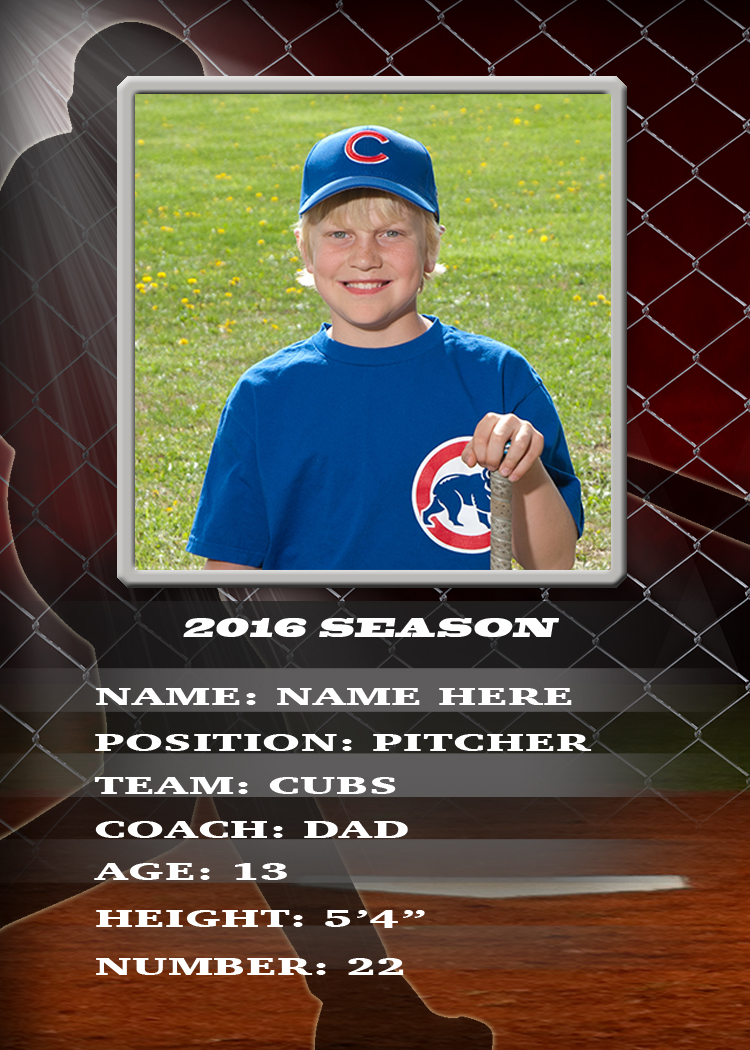 C
2016 SEASON
NAME: NAME HERE
POSITION: PITCHER
TEAM: CUBS
COACH: DAD
AGE: 13
HEIGHT: 5’4”
NUMBER: 22